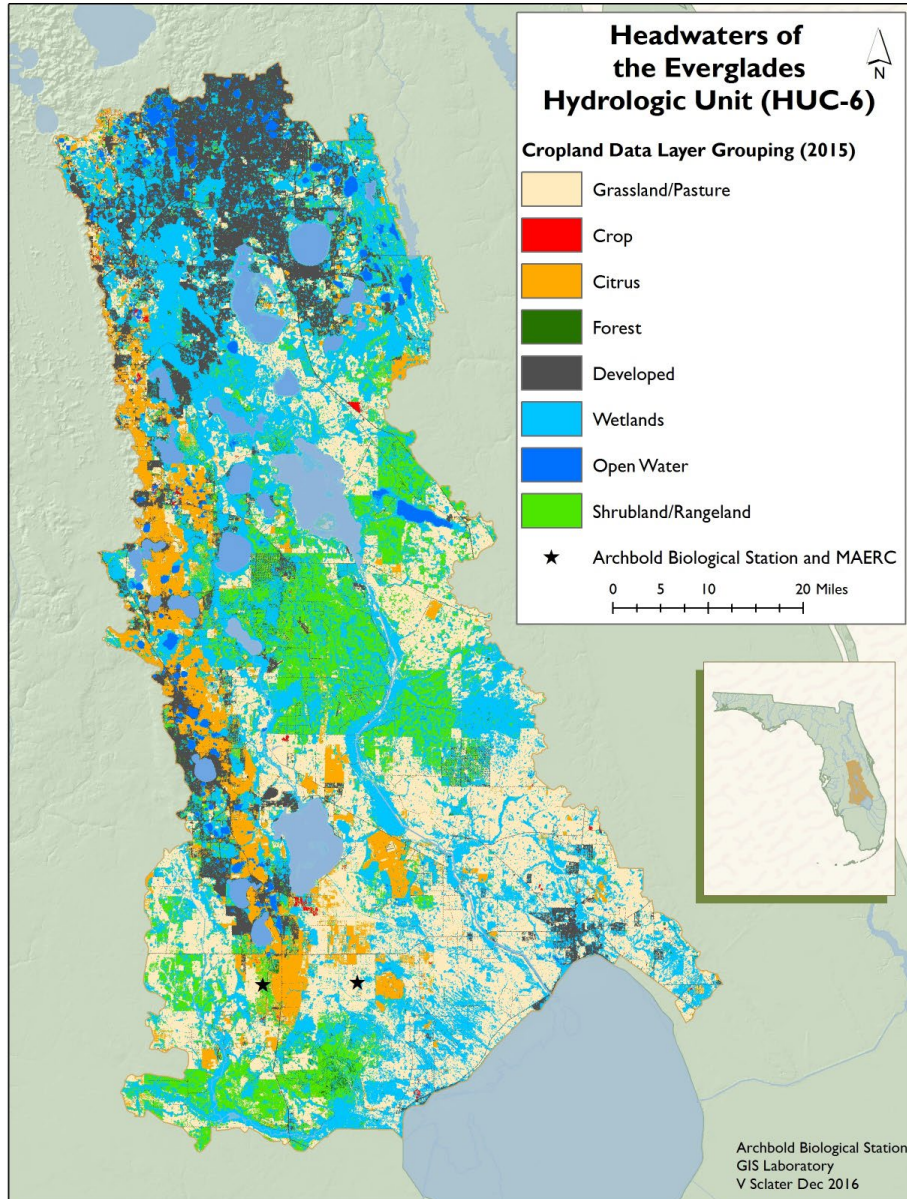 Headwaters of
the Everglades
Hydrologic Unit (HUC-6)
N
Cropland Data Layer Grouping (2015)
Grassland/Pasture
Crop
Citrus
Forest
Developed
Wetlands
Open Water
Shrubland/Rangeland
Archbold Biological Station and MAERC
0 5 10 20 Miles
Archbold Biological Station
GIS Laboratory
V Sclater Dec 2016